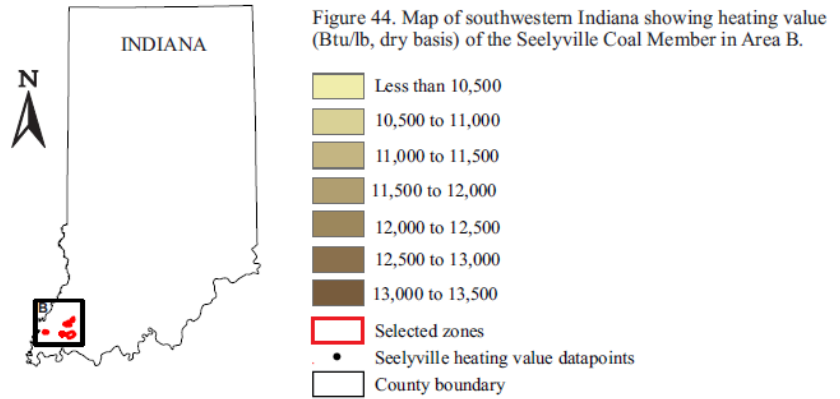 INDIANA
N
B
Figure 44. Map of southwestern Indiana showing heating value
(Btu/lb, dry basis) of the Seelyville Coal Member in Area B.
Less than 10,500
10,500 to 11,000
11,000 to 11,500
11,500 to 12,000
12,000 to 12,500
12,500 to 13,000
13,000 to 13,500
Selected zones
Seelyville heating value datapoints
County boundary